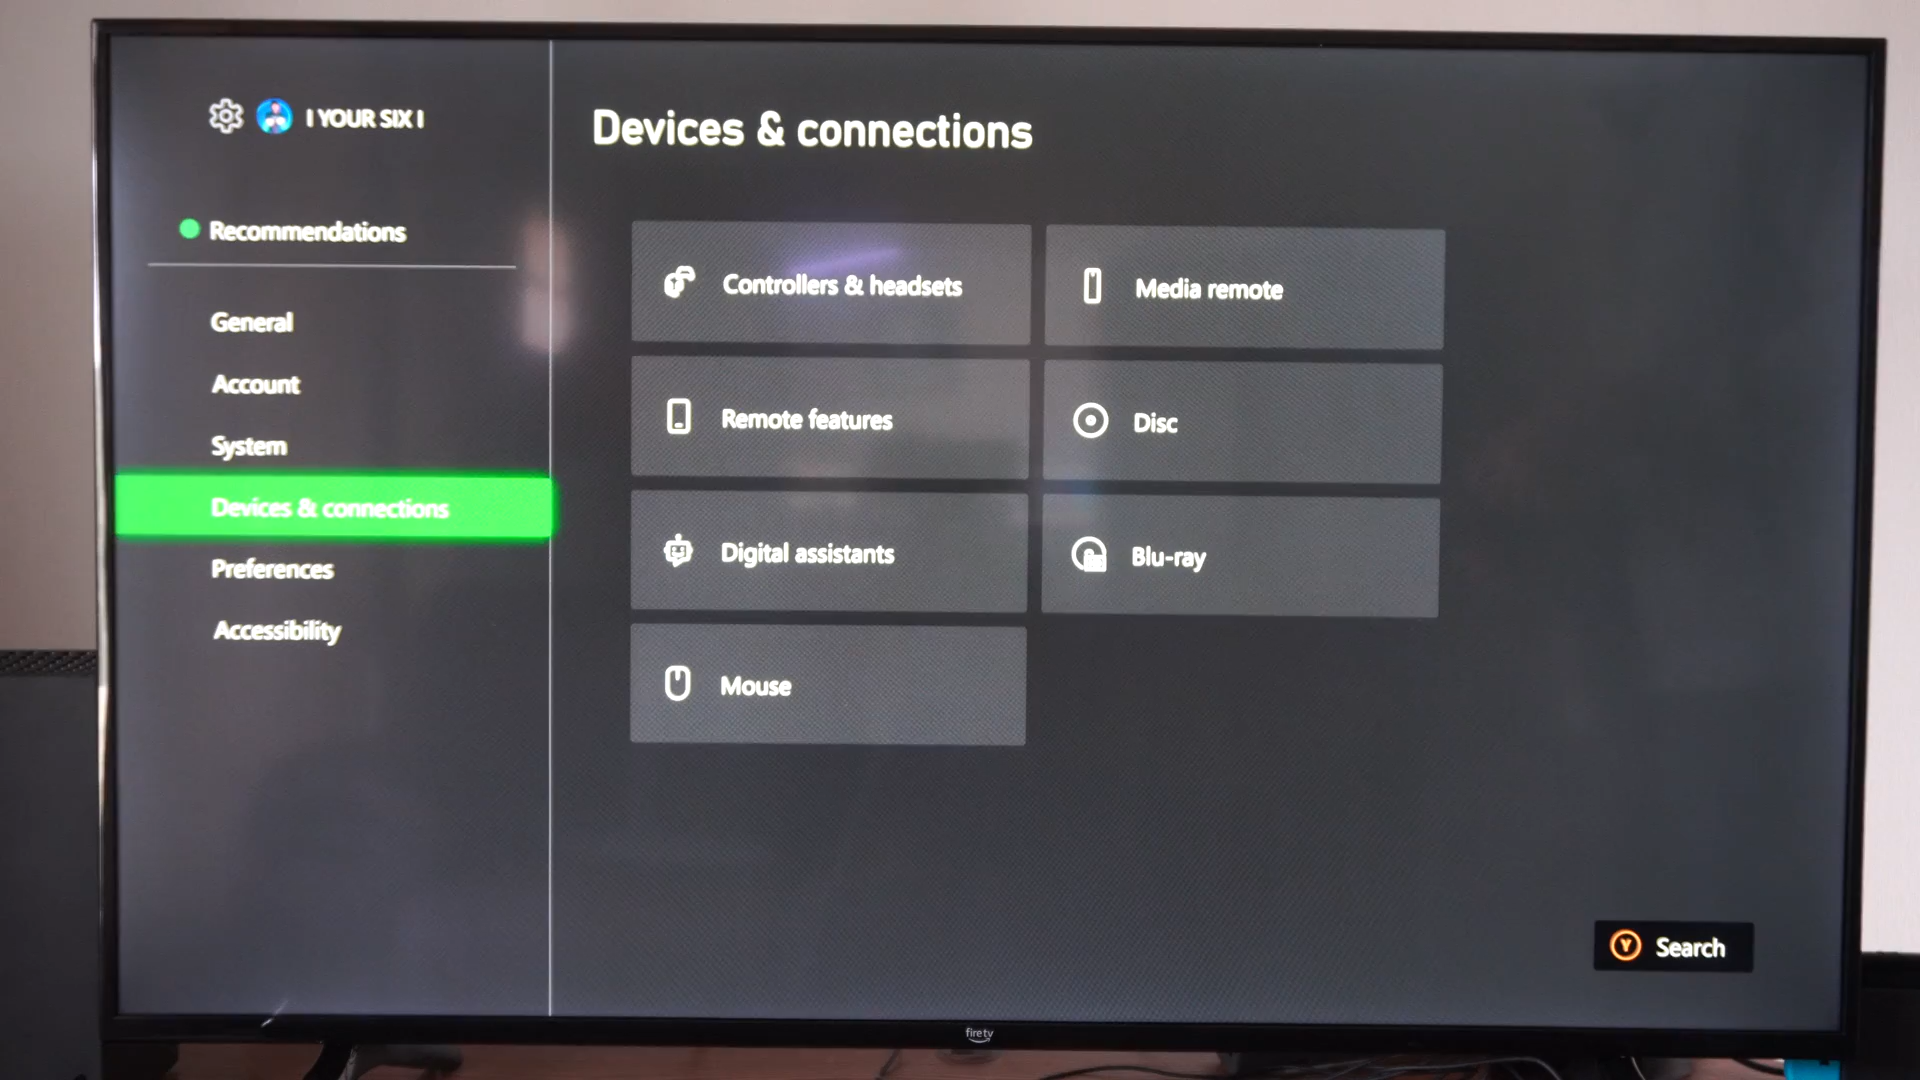 I YOUR SIX I
Recommendations
General
Account
System
Devices & connections
Preferences
Accessibility
Devices & connections
Controllers & headsets
Media remote
Remote features
Disc
Digital assistants
Blu-ray
Mouse
Y Search
firetv